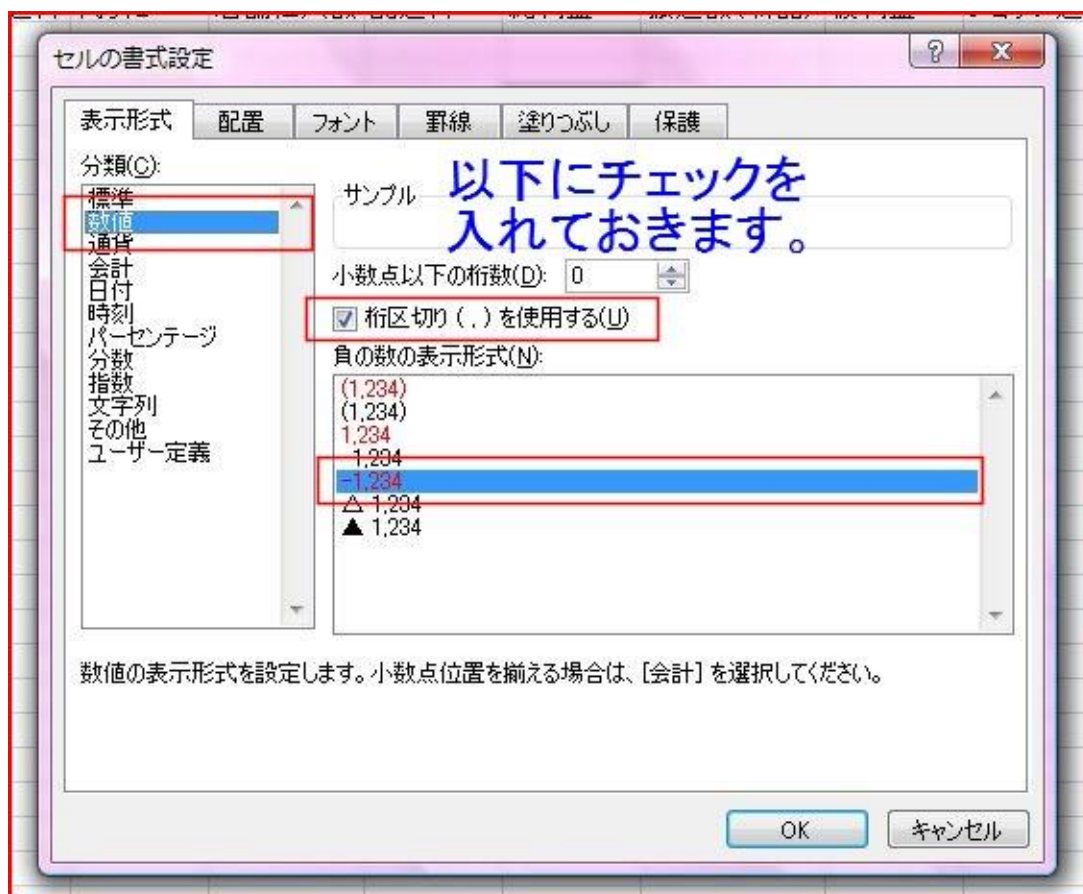 セルの書式設定
表示形式 配置 フォント 罫線 塗りつぶし 保護
分類(C):
標準
数値
通貨
会計
日付
時刻
パーセンテージ
分数
指数
文字列
その他
ユーザー定義
以下にチェックを
入れておきます。
サンプル
小数点以下の桁数(D): 0
桁区切り(,)を使用する(U)
負の数の表示形式(N):
(1,234)
(1,234)
1,234
-1,234
-1,234
△ 1,234
▲ 1,234
数値の表示形式を設定します。小数点位置を揃える場合は、[会計] を選択してください。
OK キャンセル